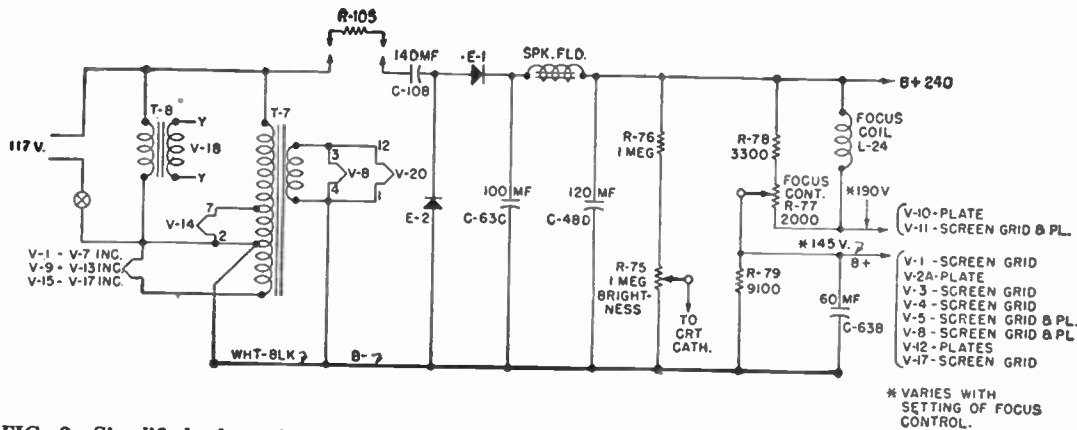 R-105
140MF
C-108
E-1
SPK. FLD.
B+ 240
T-8
Y
V-18
Y
T-7
117 V.
3
12
V-8
V-20
4
1
E-2
100 MF
C-63C
120 MF
C-48D
R-76
1 MEG
R-78
3300
FOCUS
COIL
L-24
FOCUS
CONT.
R-77
2000
*190V
V-10-PLATE
V-11-SCREEN GRID & PL.
7
V-14
2
V-1 - V-7 INC.
V-9 - V-13 INC.
V-15 - V-17 INC.
R-75
1 MEG
BRIGHT-
NESS
TO
CRT
CATH.
*145 V.
B+
R-79
9100
60 MF
C-63B
V-1 -SCREEN GRID
V-2A-PLATE
V-3 -SCREEN GRID
V-4 -SCREEN GRID
V-5 -SCREEN GRID & PL.
V-8 -SCREEN GRID & PL.
V-12-PLATES
V-17-SCREEN GRID
WHT-BLK
B-
* VARIES WITH
SETTING OF FOCUS
CONTROL.